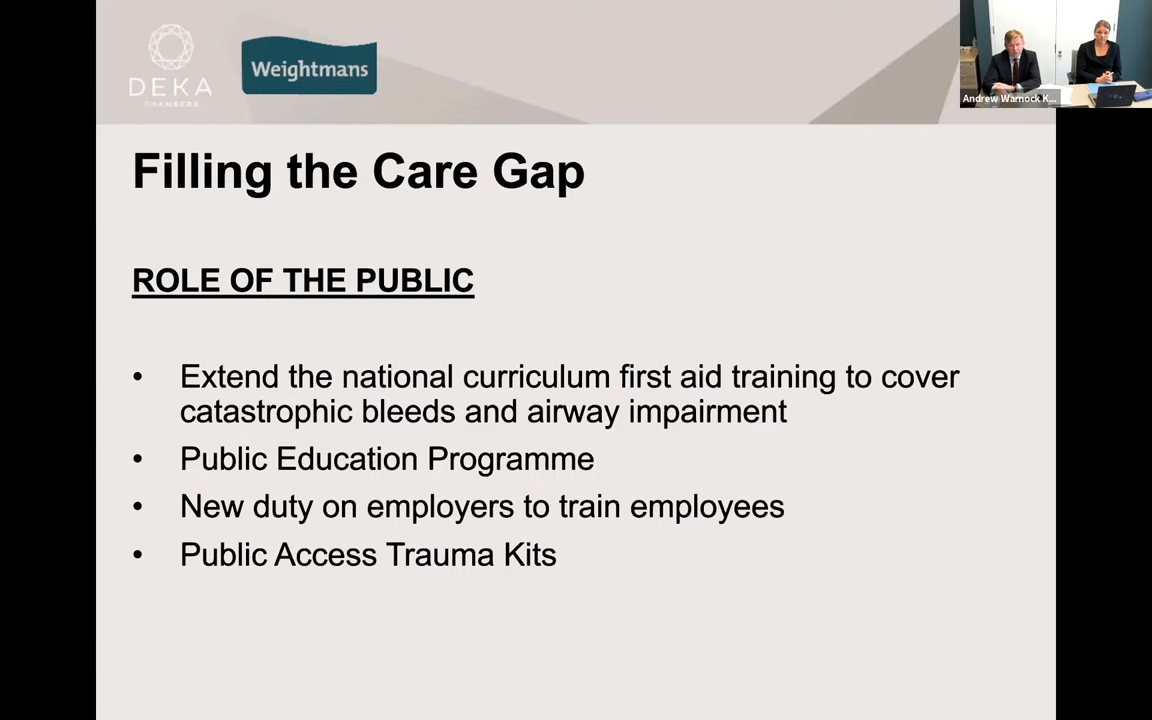 DEKA
CHAMBERS
Weightmans
Andrew Warnock K...
Filling the Care Gap
ROLE OF THE PUBLIC
• Extend the national curriculum first aid training to cover
catastrophic bleeds and airway impairment
• Public Education Programme
• New duty on employers to train employees
• Public Access Trauma Kits